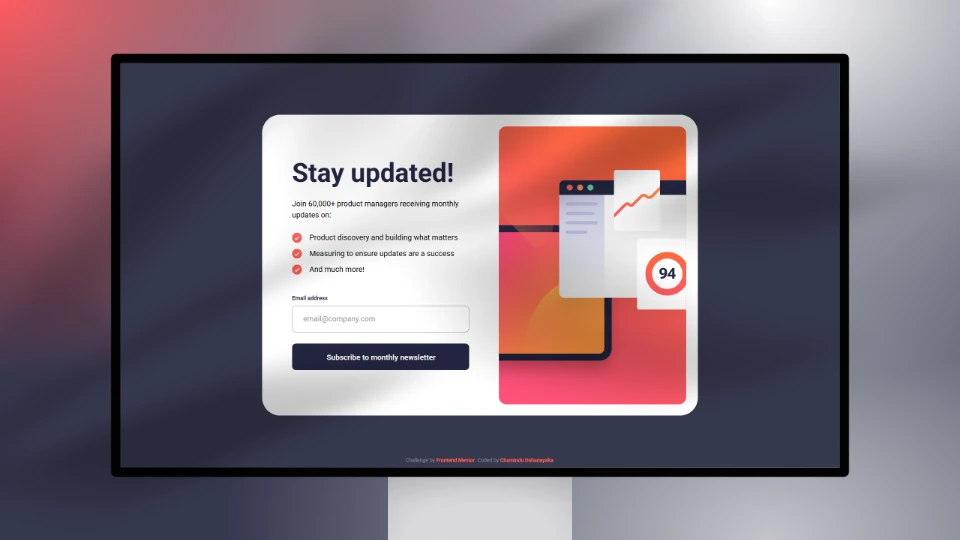 Stay updated!
Join 60,000+ product managers receiving monthly
updates on:
Product discovery and building what matters
Measuring to ensure updates are a success
And much more!
Email address
email@company.com
Subscribe to monthly newsletter
94
Challenge by Frontend Mentor. Coded by